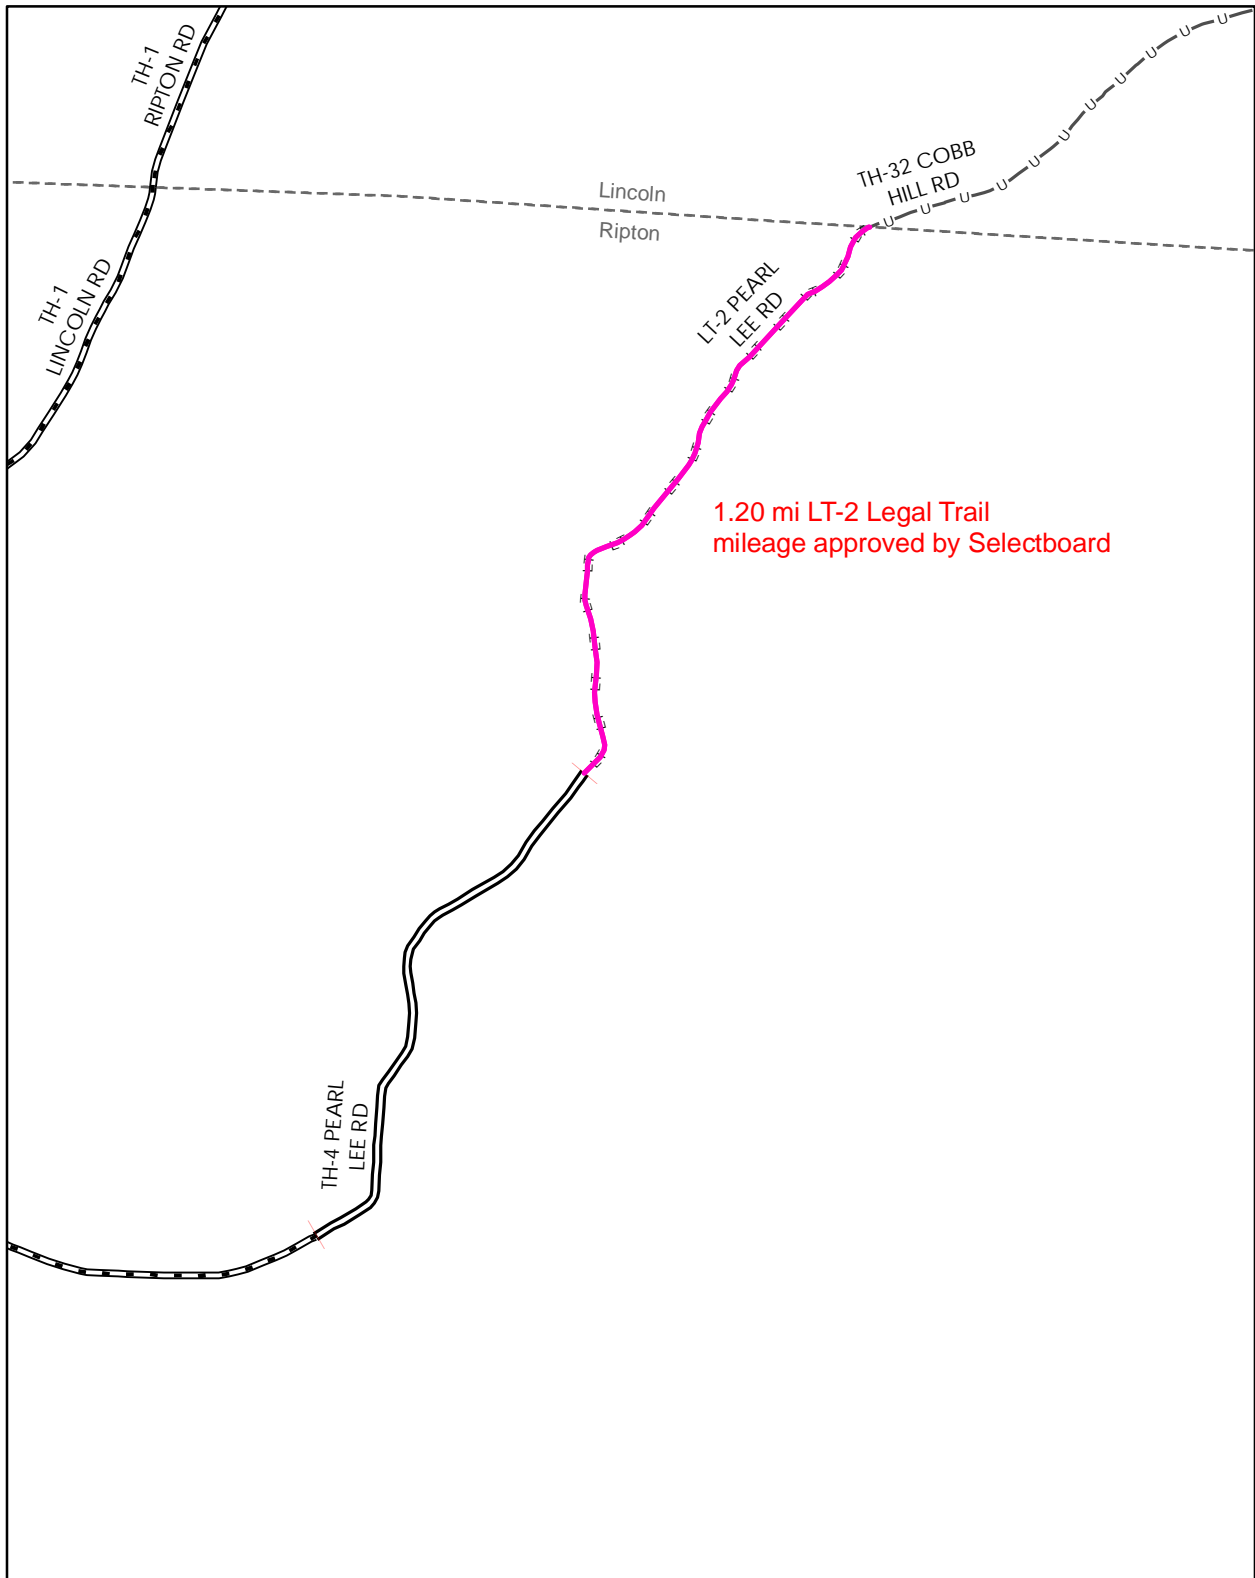 TH-1
RIPTON RD
TH-32 COBB
HILL RD
Lincoln
Ripton
TH-1
LINCOLN RD
LT-2 PEARL
LEE RD
1.20 mi LT-2 Legal Trail
mileage approved by Selectboard
TH-4 PEARL
LEE RD